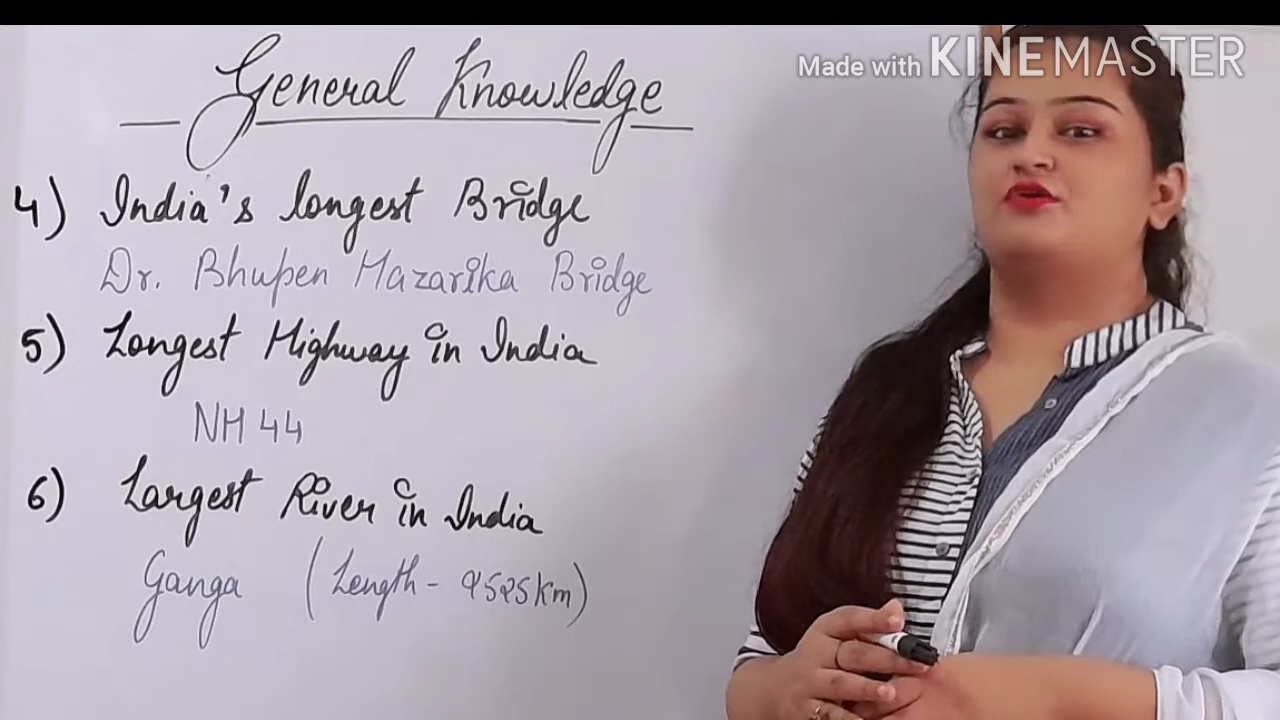 Made with KINEMASTER
General Knowledge
4) India's longest Bridge
Dr. Bhupen Hazarika Bridge
5) Longest Highway in India
NH 44
6) Largest River in India
Ganga (Length - 2525 km)